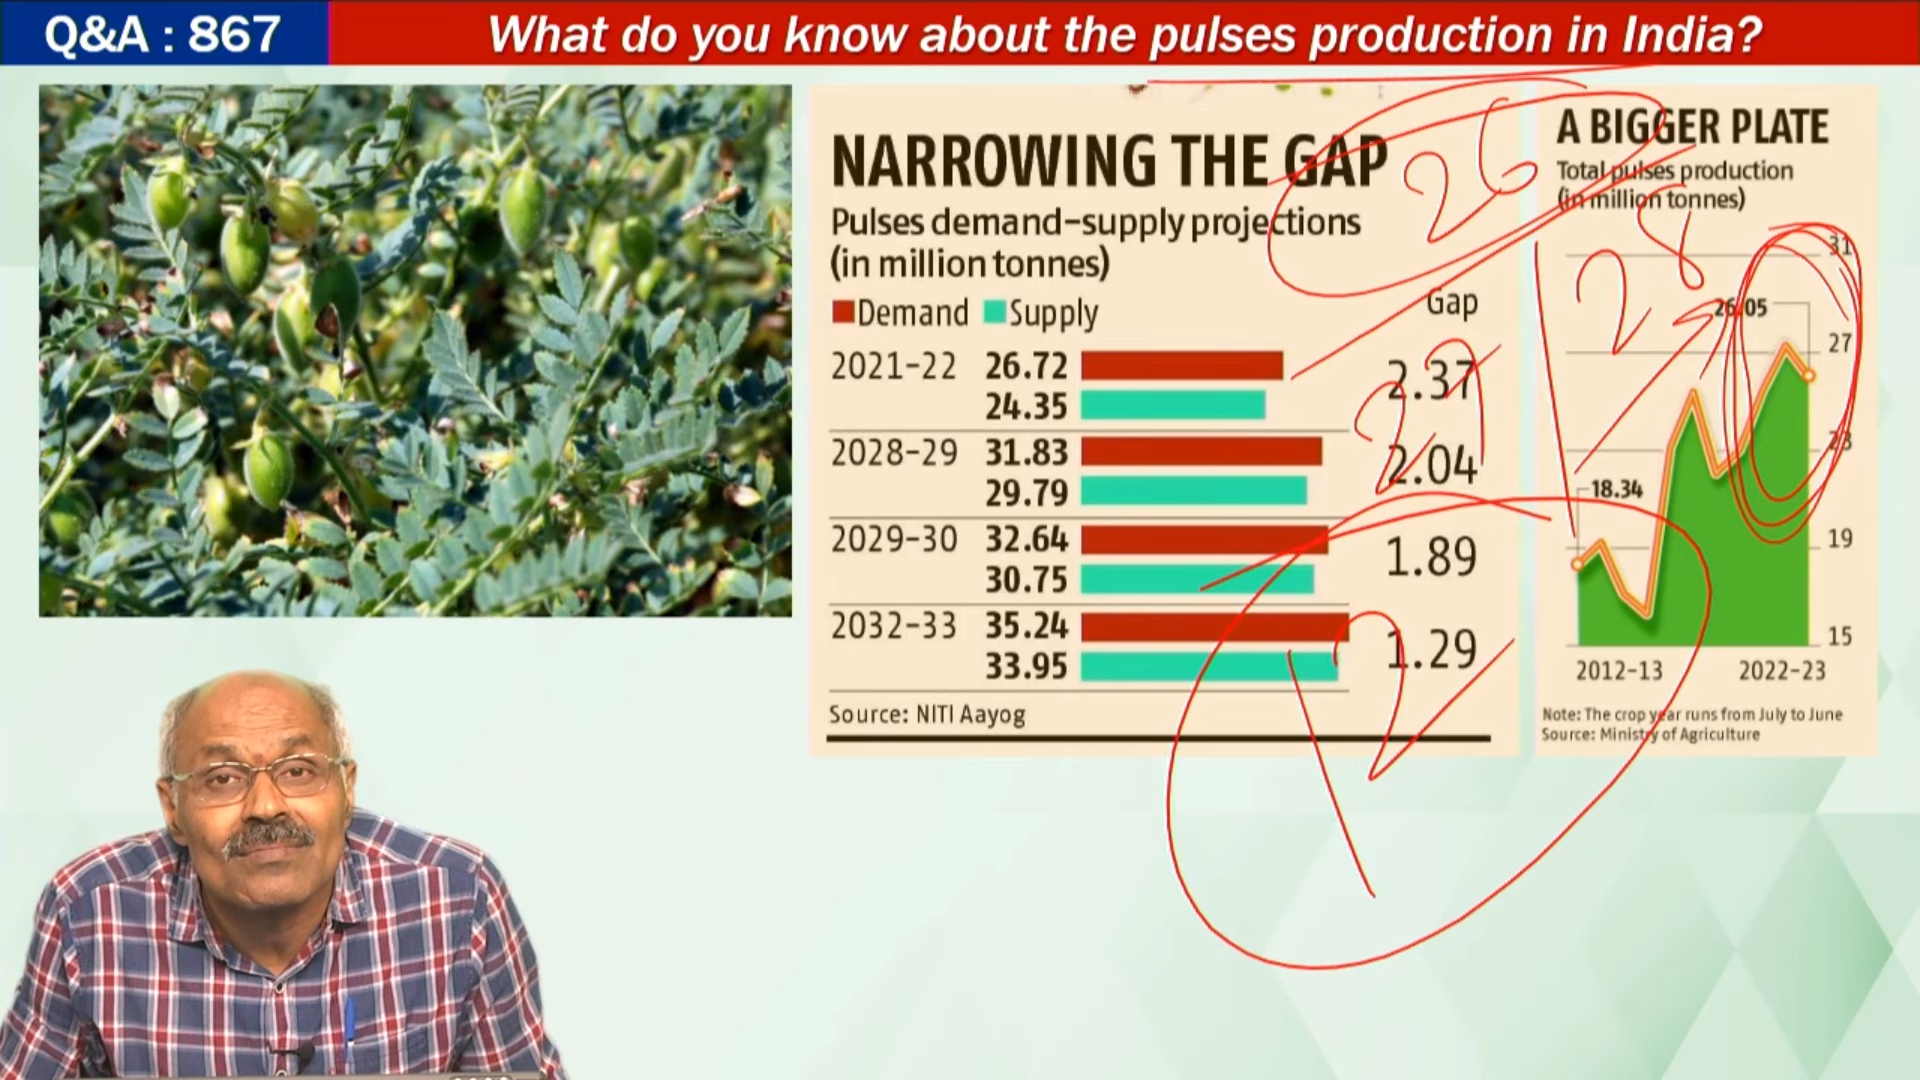 Q&A : 867
What do you know about the pulses production in India?
NARROWING THE GAP
Pulses demand-supply projections
(in million tonnes)
Demand Supply Gap
2021-22 26.72 2.37
24.35
2028-29 31.83 2.04
29.79
2029-30 32.64 1.89
30.75
2032-33 35.24 1.29
33.95
Source: NITI Aayog
A BIGGER PLATE
Total pulses production
(in million tonnes)
31
26.05
27
23
18.34
19
15
2012-13 2022-23
Note: The crop year runs from July to June
Source: Ministry of Agriculture
26
28
12